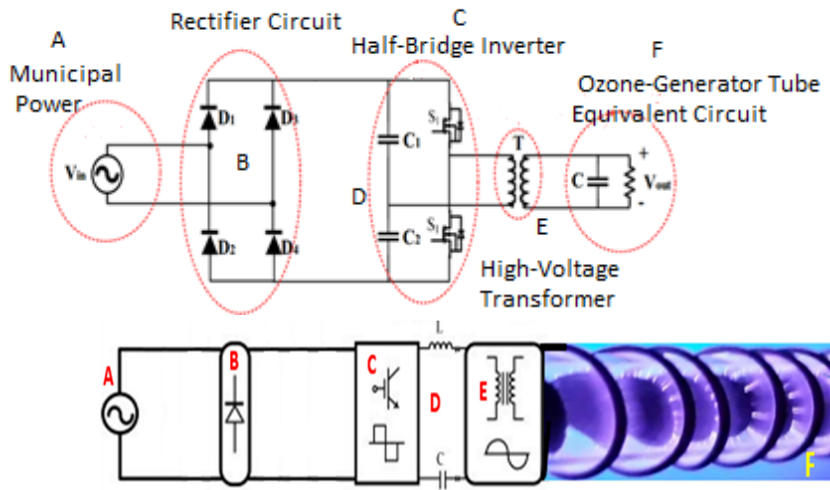 A
Municipal
Power
Rectifier Circuit
C
Half-Bridge Inverter
F
Ozone-Generator Tube
Equivalent Circuit
D₁
D₃
S₁
C₁
T
B
Vin
D
C
+
Vout
-
D₂
D₄
C₂
S₁
E
High-Voltage
Transformer
L
A
B
C
D
E
C
F